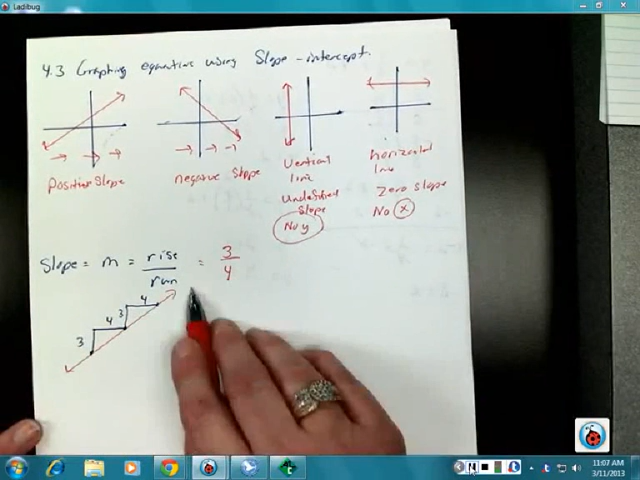 Ladibug
4.3 Graphing equations using Slope-intercept.
Positive Slope
negative slope
Vertical line
undefined slope
No y
horizontal line
Zero slope
No x
Slope = m = rise/run = 3/4
3 4 3 4
11:07 AM
3/11/2013